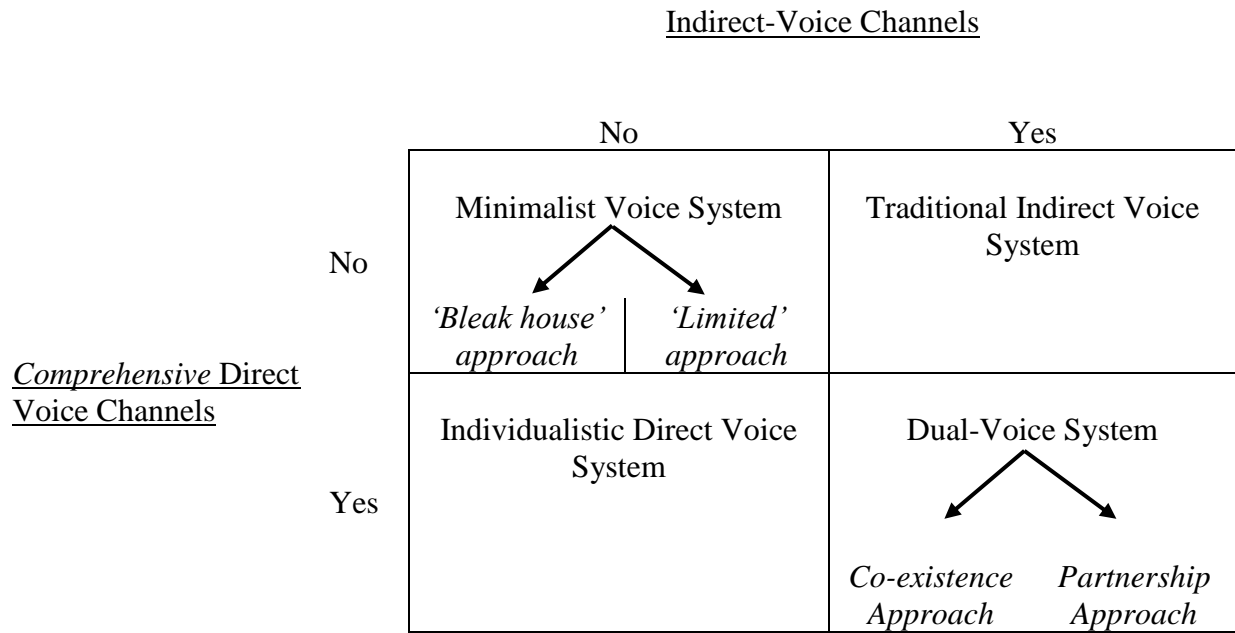 Indirect-Voice Channels
No Yes
Minimalist Voice System
Traditional Indirect Voice
System
No
‘Bleak house’
approach
‘Limited’
approach
Comprehensive Direct
Voice Channels
Individualistic Direct Voice
System
Dual-Voice System
Yes
Co-existence
Approach
Partnership
Approach